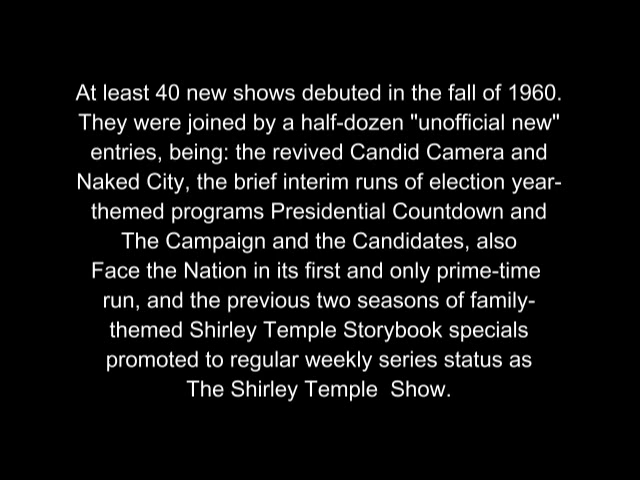 At least 40 new shows debuted in the fall of 1960.
They were joined by a half-dozen "unofficial new"
entries, being: the revived Candid Camera and
Naked City, the brief interim runs of election year-
themed programs Presidential Countdown and
The Campaign and the Candidates, also
Face the Nation in its first and only prime-time
run, and the previous two seasons of family-
themed Shirley Temple Storybook specials
promoted to regular weekly series status as
The Shirley Temple  Show.